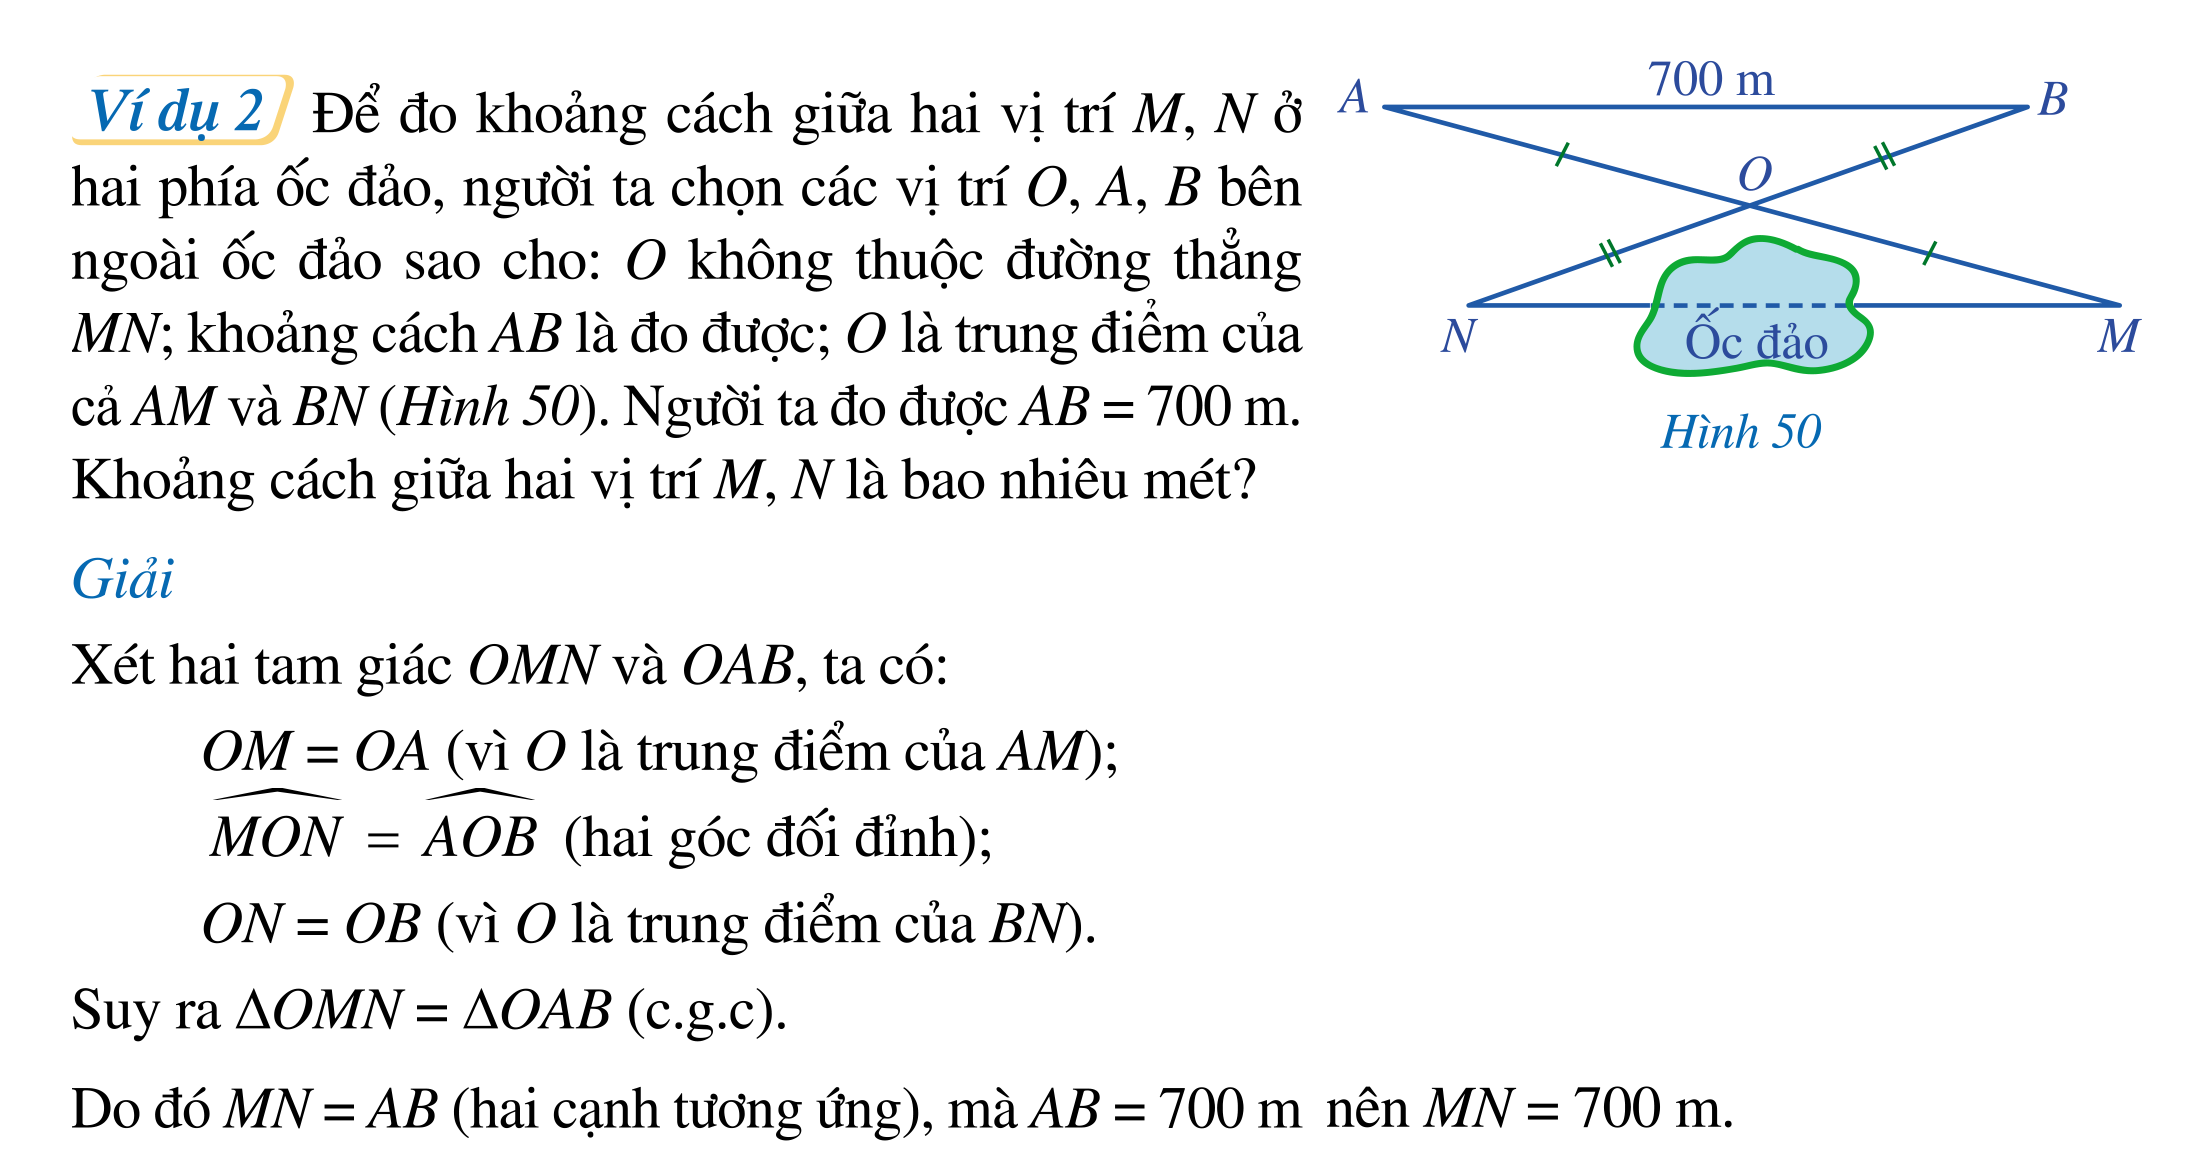 Ví dụ 2 Để đo khoảng cách giữa hai vị trí M, N ở
hai phía ốc đảo, người ta chọn các vị trí O, A, B bên
ngoài ốc đảo sao cho: O không thuộc đường thẳng
MN; khoảng cách AB là đo được; O là trung điểm của
cả AM và BN (Hình 50). Người ta đo được AB = 700 m.
Khoảng cách giữa hai vị trí M, N là bao nhiêu mét?
700 m
A
B
O
N
Ốc đảo
M
Hình 50
Giải
Xét hai tam giác OMN và OAB, ta có:
OM = OA (vì O là trung điểm của AM);
$\widehat{MON}$ = $\widehat{AOB}$ (hai góc đối đỉnh);
ON = OB (vì O là trung điểm của BN).
Suy ra ΔOMN = ΔOAB (c.g.c).
Do đó MN = AB (hai cạnh tương ứng), mà AB = 700 m nên MN = 700 m.